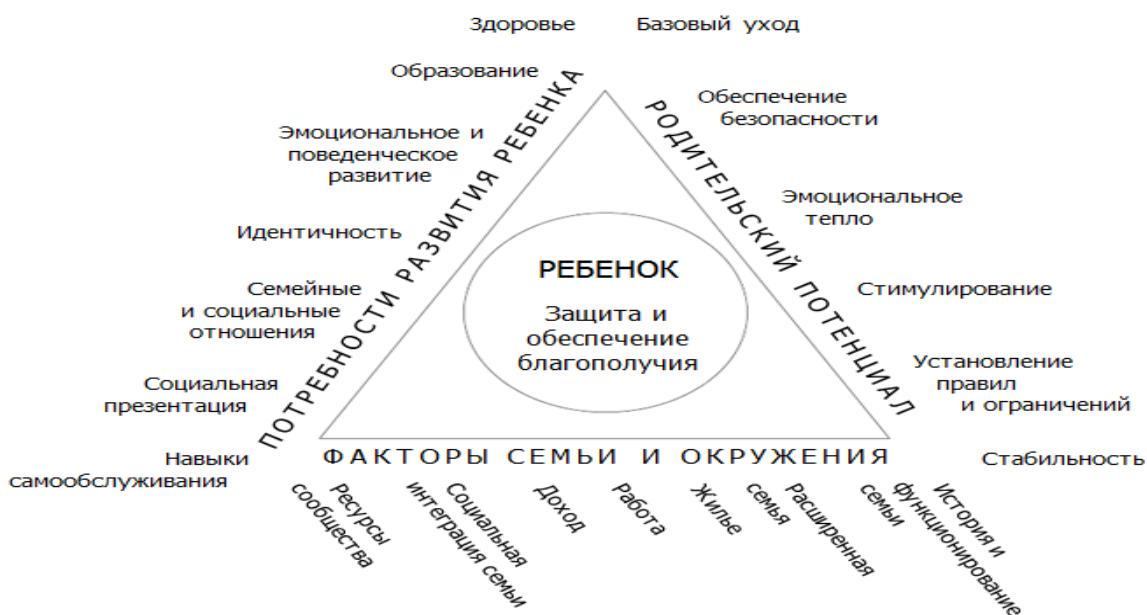 Здоровье
Базовый уход
Образование
Обеспечение
безопасности
Эмоциональное и
поведенческое
развитие
Эмоциональное
тепло
Идентичность
Стимулирование
Семейные
и социальные
отношения
Установление
правил
и ограничений
Социальная
презентация
Навыки
самообслуживания
Стабильность
ПОТРЕБНОСТИ РАЗВИТИЯ РЕБЕНКА
РОДИТЕЛЬСКИЙ ПОТЕНЦИАЛ
РЕБЕНОК
Защита и
обеспечение
благополучия
ФАКТОРЫ СЕМЬИ И ОКРУЖЕНИЯ
Ресурсы
сообщества
Социальная
интеграция семьи
Доход
Работа
Жилье
Расширенная
семья
История и
функционирование
семьи